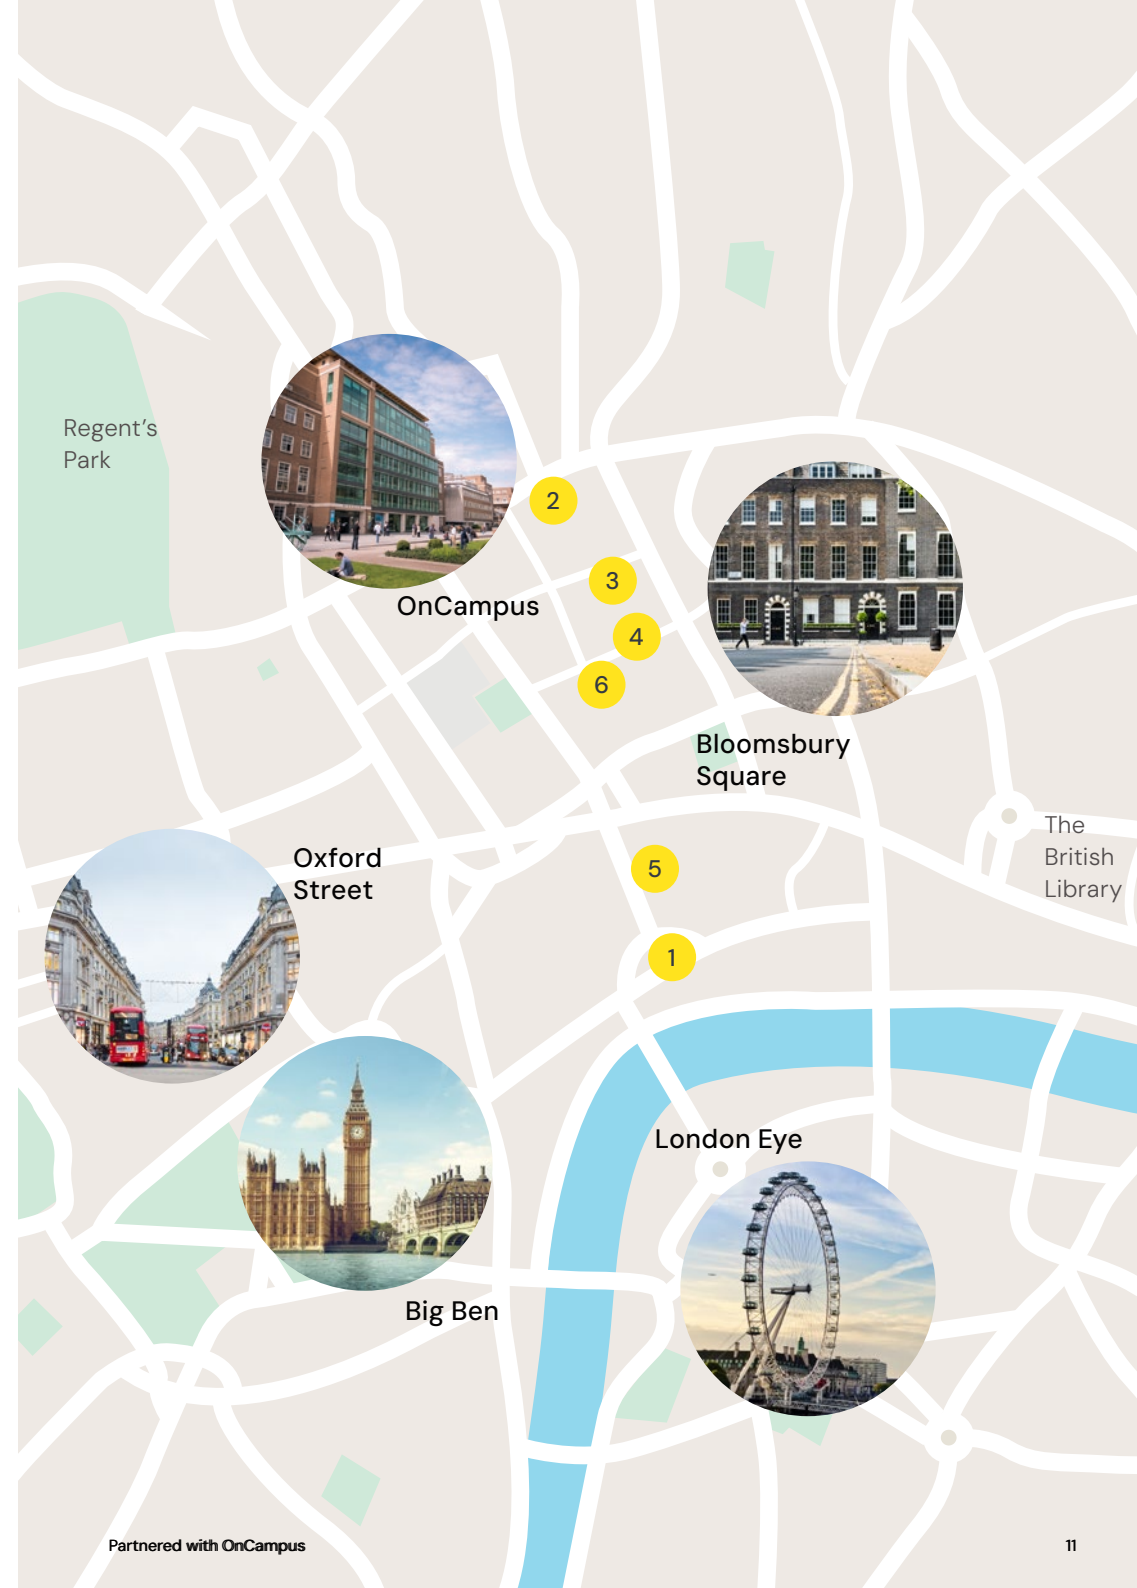 Regent's
Park
2
3
OnCampus
4
6
Bloomsbury
Square
The
British
Library
Oxford
Street
5
1
London Eye
Big Ben
Partnered with OnCampus
11